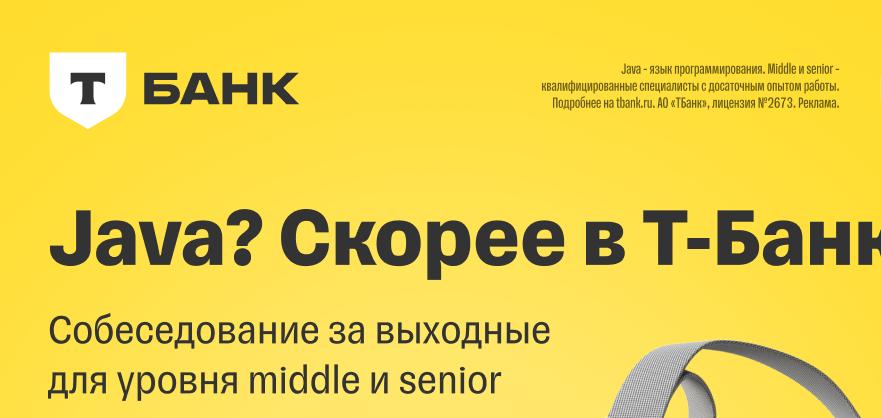 Т БАНК
Java - язык программирования. Middle и senior -
квалифицированные специалисты с досаточным опытом работы.
Подробнее на tbank.ru. АО «ТБанк», лицензия №2673. Реклама.
Java? Скорее в Т-Банк
Собеседование за выходные
для уровня middle и senior